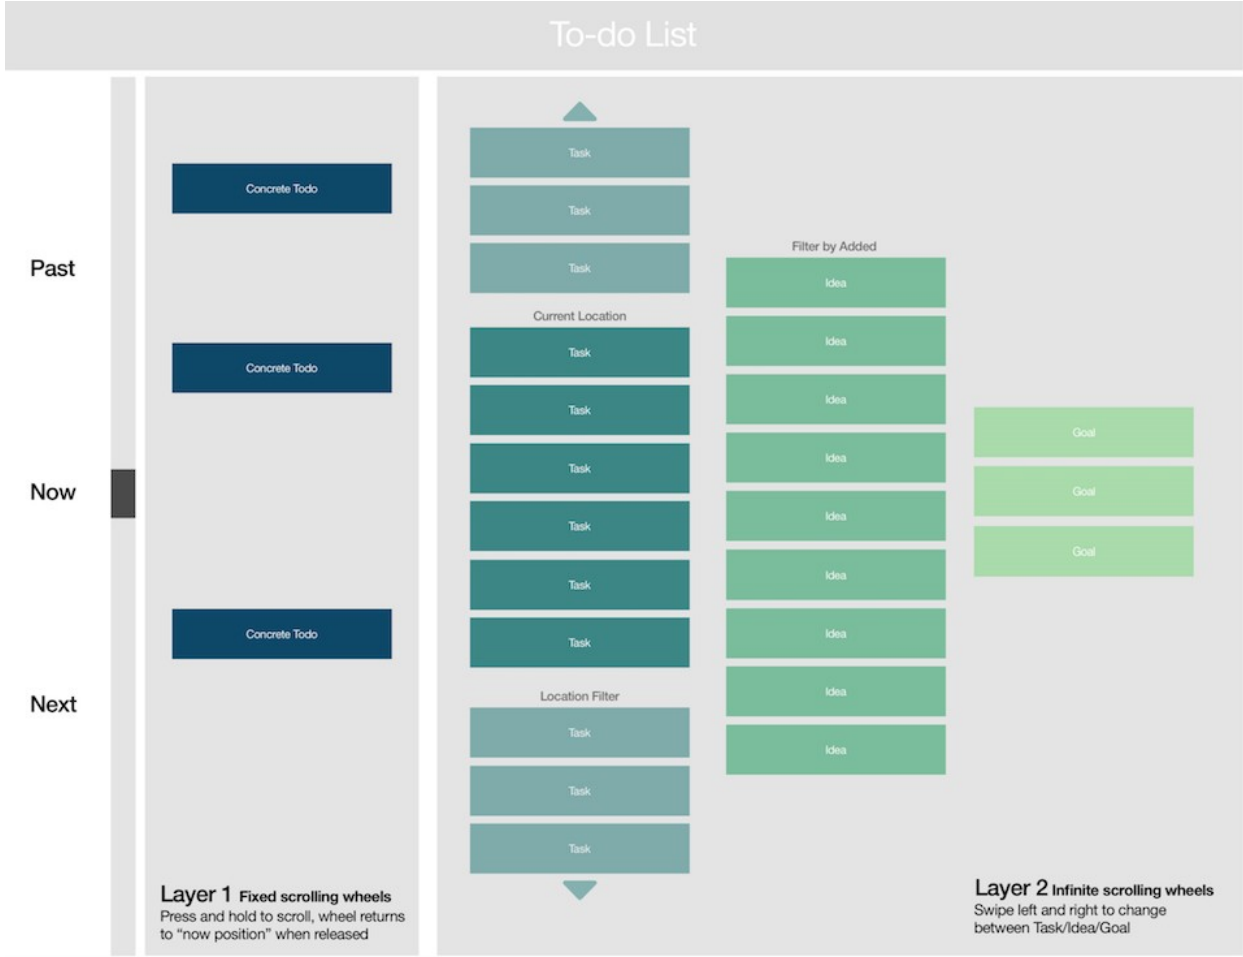 To-do List
Past
Now
Next
Concrete Todo
Concrete Todo
Concrete Todo
Layer 1 Fixed scrolling wheels
Press and hold to scroll, wheel returns
to “now position” when released
Task
Task
Task
Current Location
Task
Task
Task
Task
Task
Task
Location Filter
Task
Task
Task
Filter by Added
Idea
Idea
Idea
Idea
Idea
Idea
Idea
Idea
Idea
Goal
Goal
Goal
Layer 2 Infinite scrolling wheels
Swipe left and right to change
between Task/Idea/Goal